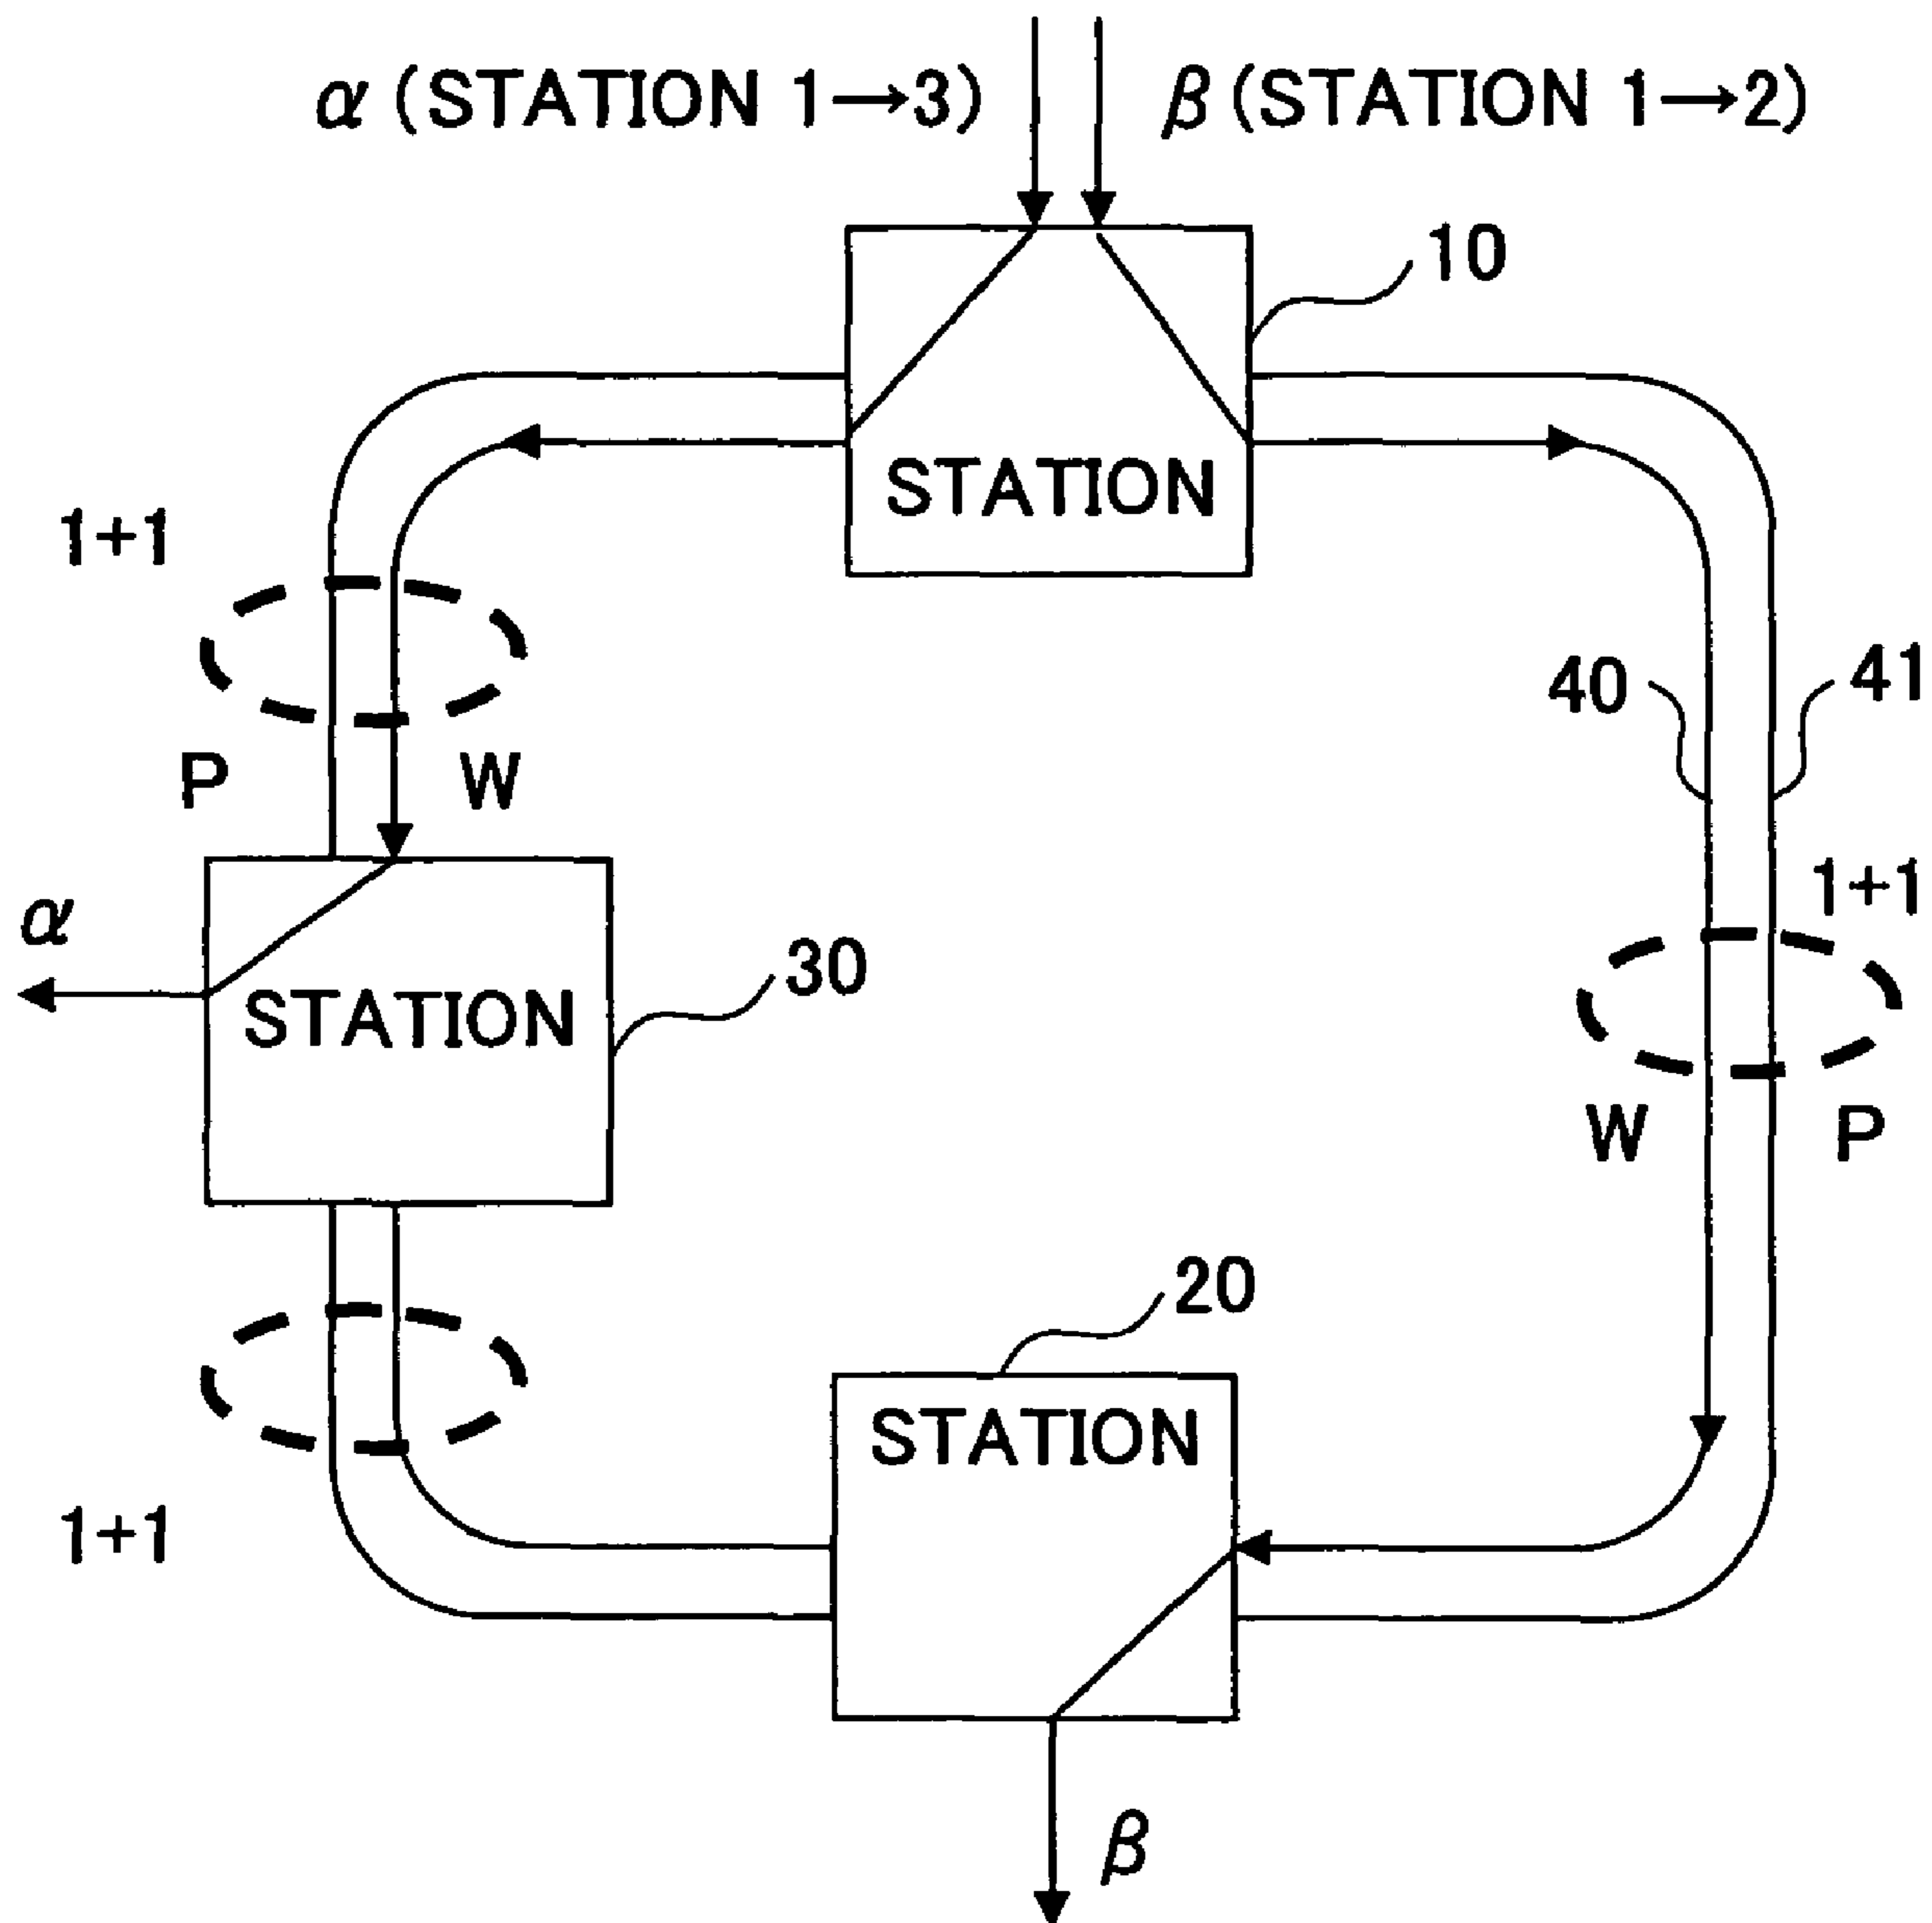 α (STATION 1→3)
β (STATION 1→2)
10
STATION
1+1
40
41
P
W
1+1
α
30
STATION
W
P
20
STATION
1+1
β